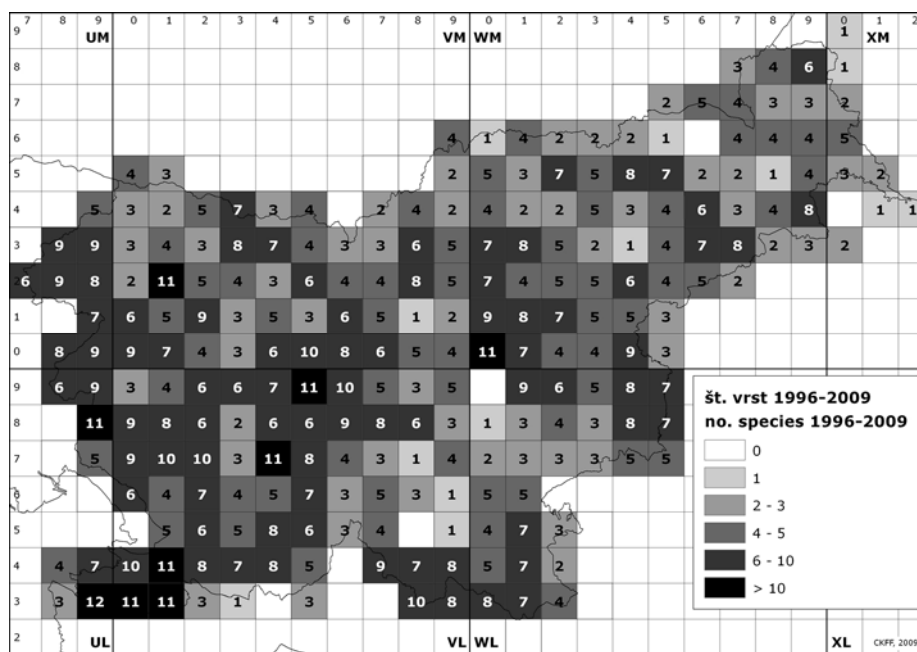 7 8 9 0 1 2 3 4 5 6 7 8 9 0 1 2 3 4 5 6 7 8 9 0 1 2
9 UM VM WM 1 XM
8 3 4 6 1
7 2 5 4 3 3 2
6 4 1 4 2 2 2 1 4 4 4 5
5 4 3 2 5 3 7 5 8 7 2 2 1 4 3 2
4 5 3 2 5 7 3 4 2 4 2 4 2 2 5 3 4 6 3 4 8 1 1
3 9 9 3 4 3 8 7 4 3 3 6 5 7 8 5 2 1 4 7 8 2 3 2
2 6 9 8 2 11 5 4 3 6 4 4 8 5 7 4 5 5 6 4 5 2
1 7 6 5 9 3 5 3 6 5 1 2 9 8 7 5 5 3
0 8 9 9 7 4 3 6 10 8 6 5 4 11 7 4 4 9 3
9 6 9 3 4 6 6 7 11 10 5 3 5 9 6 5 8 7
8 11 9 8 6 2 6 6 9 8 6 3 1 3 4 3 8 7
7 5 9 10 10 3 11 8 4 3 1 4 2 3 3 3 5 5
6 6 4 7 4 5 7 3 5 3 1 5 5
5 5 6 5 8 6 3 4 1 4 7 3
4 4 7 10 11 8 7 8 5 9 7 8 5 7 2
3 3 12 11 11 3 1 3 10 8 8 7 4
2 UL VL WL XL
št. vrst 1996-2009
no. species 1996-2009
0
1
2 - 3
4 - 5
6 - 10
> 10
CKFF, 2009